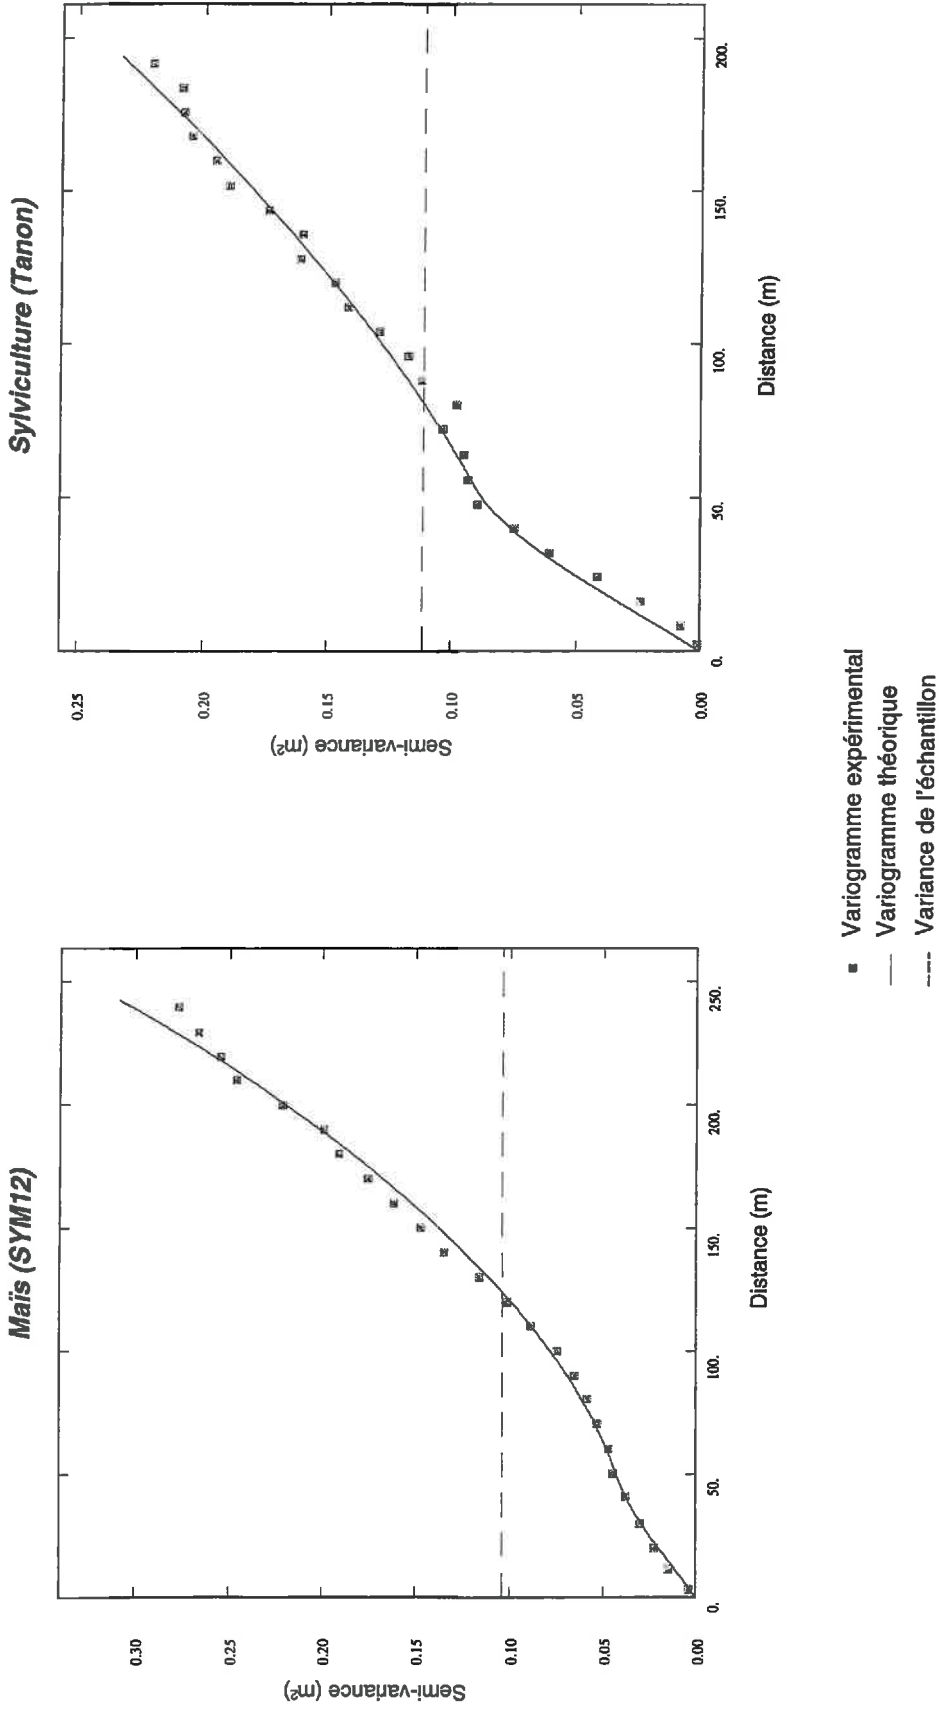 Maïs (SYM12)
Semi-variance (m²)
0.30
0.25
0.20
0.15
0.10
0.05
0.00
0.
50.
100.
150.
200.
250.
Distance (m)
Sylviculture (Tanon)
Semi-variance (m²)
0.25
0.20
0.15
0.10
0.05
0.00
0.
50.
100.
150.
200.
Distance (m)
Variogramme expérimental
Variogramme théorique
Variance de l'échantillon